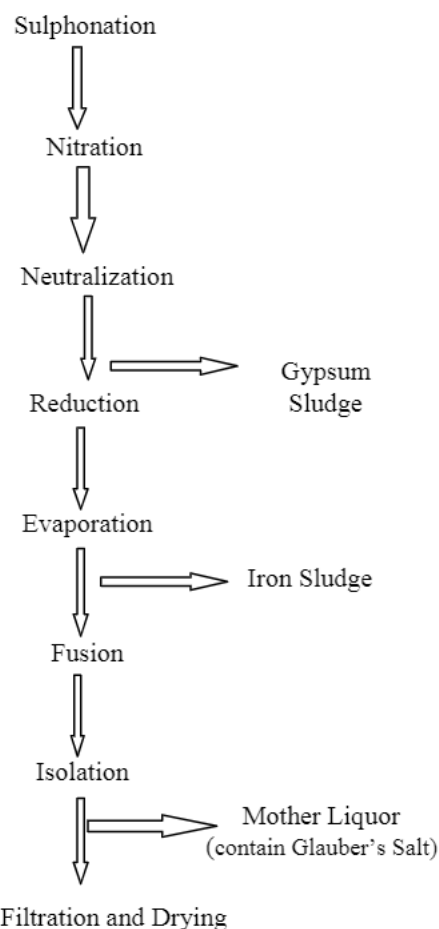 Sulphonation
Nitration
Neutralization
Gypsum
Sludge
Reduction
Evaporation
Iron Sludge
Fusion
Isolation
Mother Liquor
(contain Glauber's Salt)
Filtration and Drying